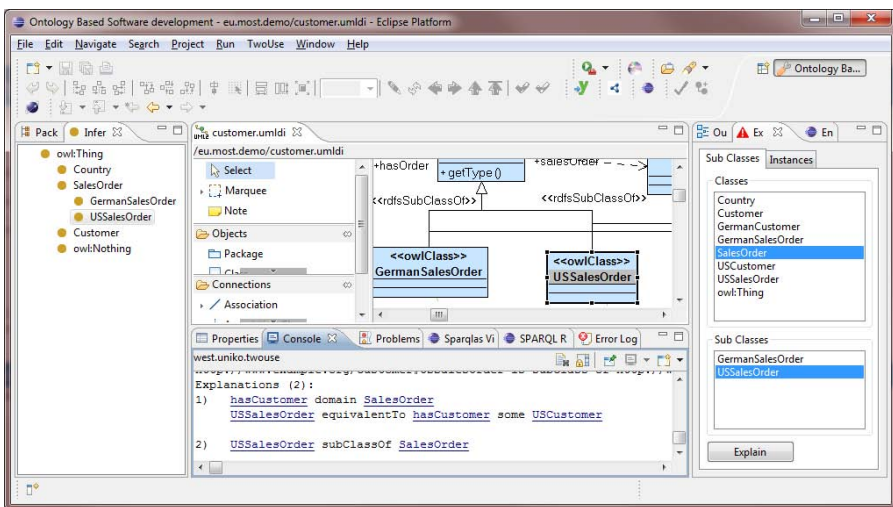 Ontology Based Software development - eu.most.demo/customer.umldi - Eclipse Platform
File Edit Navigate Search Project Run TwoUse Window Help
Ontology Ba...
Pack Infer
owl:Thing
Country
SalesOrder
GermanSalesOrder
USSalesOrder
Customer
owl:Nothing
customer.umldi
/eu.most.demo/customer.umldi
Select
Marquee
Note
Objects
Package
Connections
Association
+hasOrder
+ getType ()
+salesOrder
<<rdfsSubClassOf>> <<rdfsSubClassOf>>
<<owlClass>>
GermanSalesOrder
<<owlClass>>
USSalesOrder
Properties Console Problems Sparqlas Vi SPARQL R Error Log
west.uniko.twouse
Explanations (2):
1) hasCustomer domain SalesOrder
USSalesOrder equivalentTo hasCustomer some USCustomer
2) USSalesOrder subClassOf SalesOrder
Ou Ex En
Sub Classes Instances
Classes
Country
Customer
GermanCustomer
GermanSalesOrder
SalesOrder
USCustomer
USSalesOrder
owl:Thing
Sub Classes
GermanSalesOrder
USSalesOrder
Explain